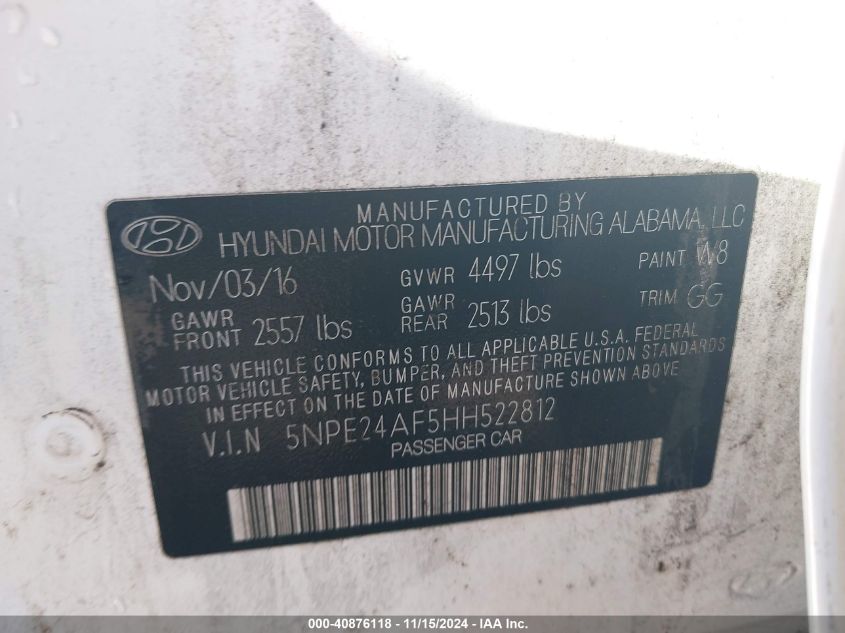 MANUFACTURED BY
HYUNDAI MOTOR MANUFACTURING ALABAMA, LLC
Nov/03/16 GVWR 4497 lbs PAINT W8
GAWR FRONT 2557 lbs GAWR REAR 2513 lbs TRIM GG
THIS VEHICLE CONFORMS TO ALL APPLICABLE U.S.A. FEDERAL
MOTOR VEHICLE SAFETY, BUMPER, AND THEFT PREVENTION STANDARDS
IN EFFECT ON THE DATE OF MANUFACTURE SHOWN ABOVE
V.I.N 5NPE24AF5HH522812
PASSENGER CAR
000-40876118 - 11/15/2024 - IAA Inc.